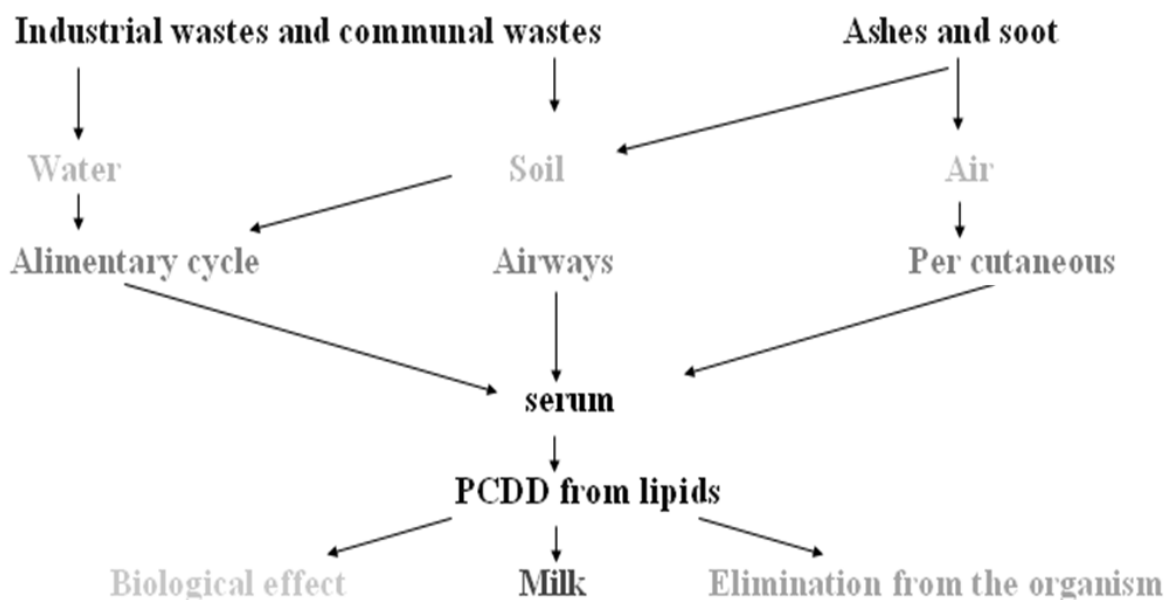 Industrial wastes and communal wastes
Ashes and soot
Water
Soil
Air
Alimentary cycle
Airways
Per cutaneous
serum
PCDD from lipids
Biological effect
Milk
Elimination from the organism